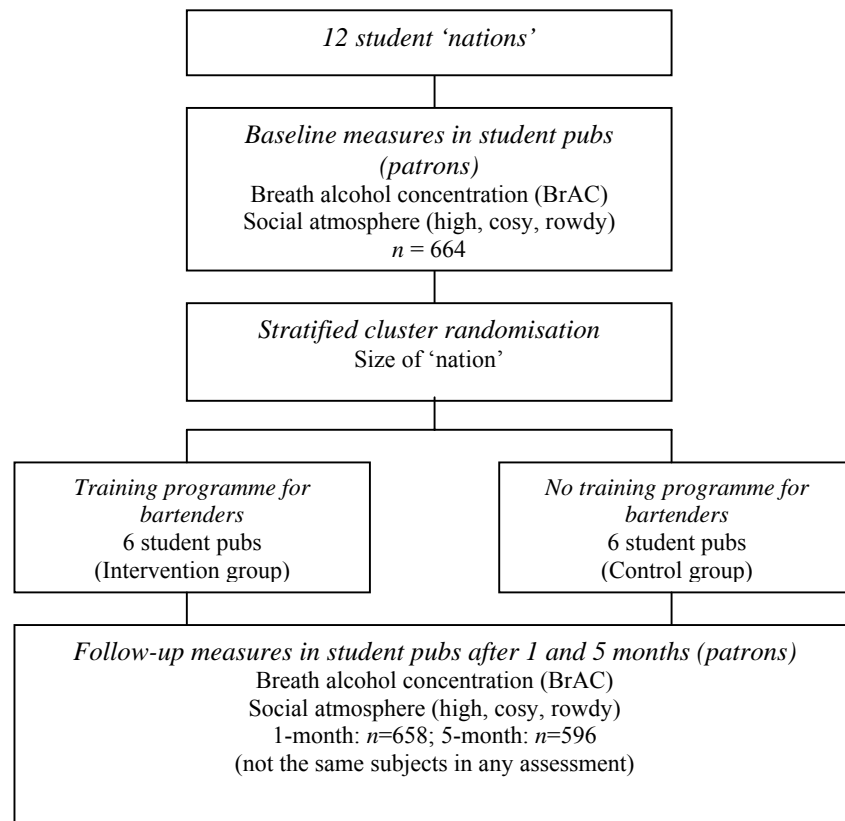 12 student ‘nations’
Baseline measures in student pubs
(patrons)
Breath alcohol concentration (BrAC)
Social atmosphere (high, cosy, rowdy)
n = 664
Stratified cluster randomisation
Size of ‘nation’
Training programme for
bartenders
6 student pubs
(Intervention group)
No training programme for
bartenders
6 student pubs
(Control group)
Follow-up measures in student pubs after 1 and 5 months (patrons)
Breath alcohol concentration (BrAC)
Social atmosphere (high, cosy, rowdy)
1-month: n=658; 5-month: n=596
(not the same subjects in any assessment)